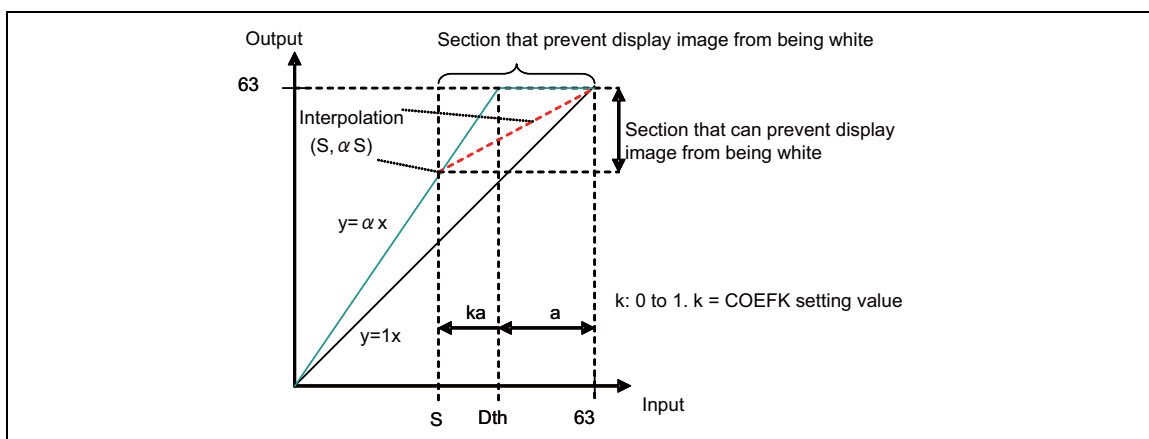 Output
Section that prevent display image from being white
63
Interpolation
(S, α S)
Section that can prevent display
image from being white
y= α x
k: 0 to 1. k = COEFK setting value
ka
a
y=1x
Input
S
Dth
63